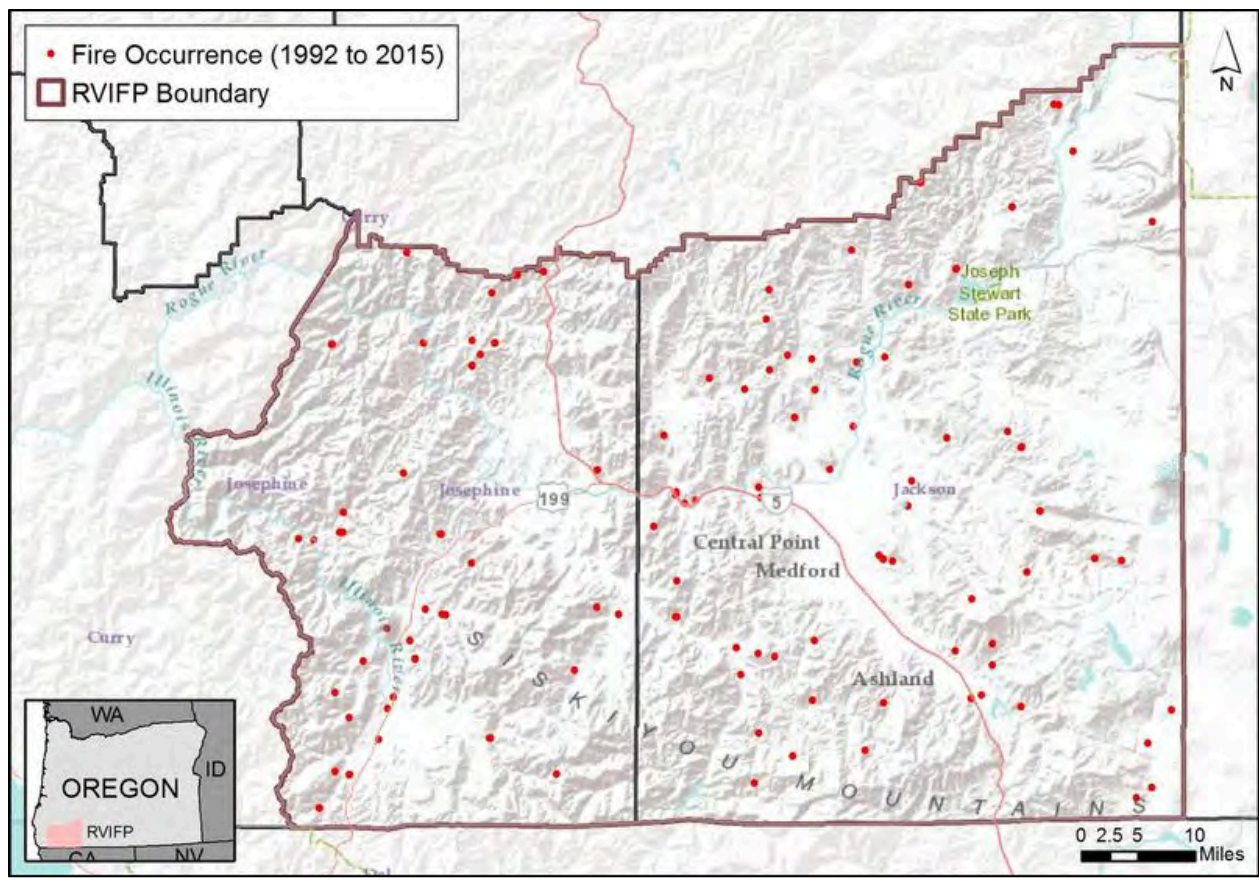 Fire Occurrence (1992 to 2015)
RVIFP Boundary
N
Rogue River
Joseph
Stewart
State Park
Rogue River
Illinois River
Josephine
Josephine
199
5
Jackson
Central Point
Medford
Illinois River
Curry
Ashland
SISKIYOU MOUNTAINS
WA
ID
OREGON
RVIFP
CA
NV
0 2.5 5 10
Miles